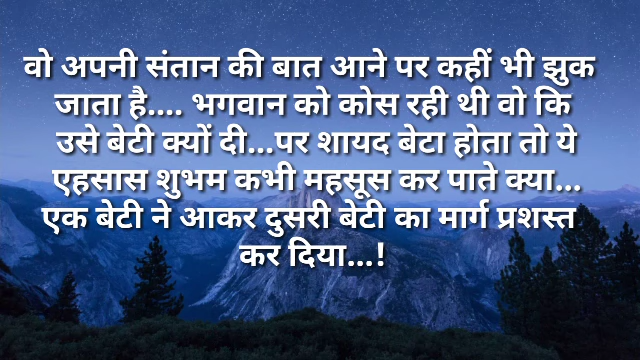 वो अपनी संतान की बात आने पर कहीं भी झुक
जाता है.... भगवान को कोस रही थी वो कि
उसे बेटी क्यों दी...पर शायद बेटा होता तो ये
एहसास शुभम कभी महसूस कर पाते क्या...
एक बेटी ने आकर दुसरी बेटी का मार्ग प्रशस्त
कर दिया...!